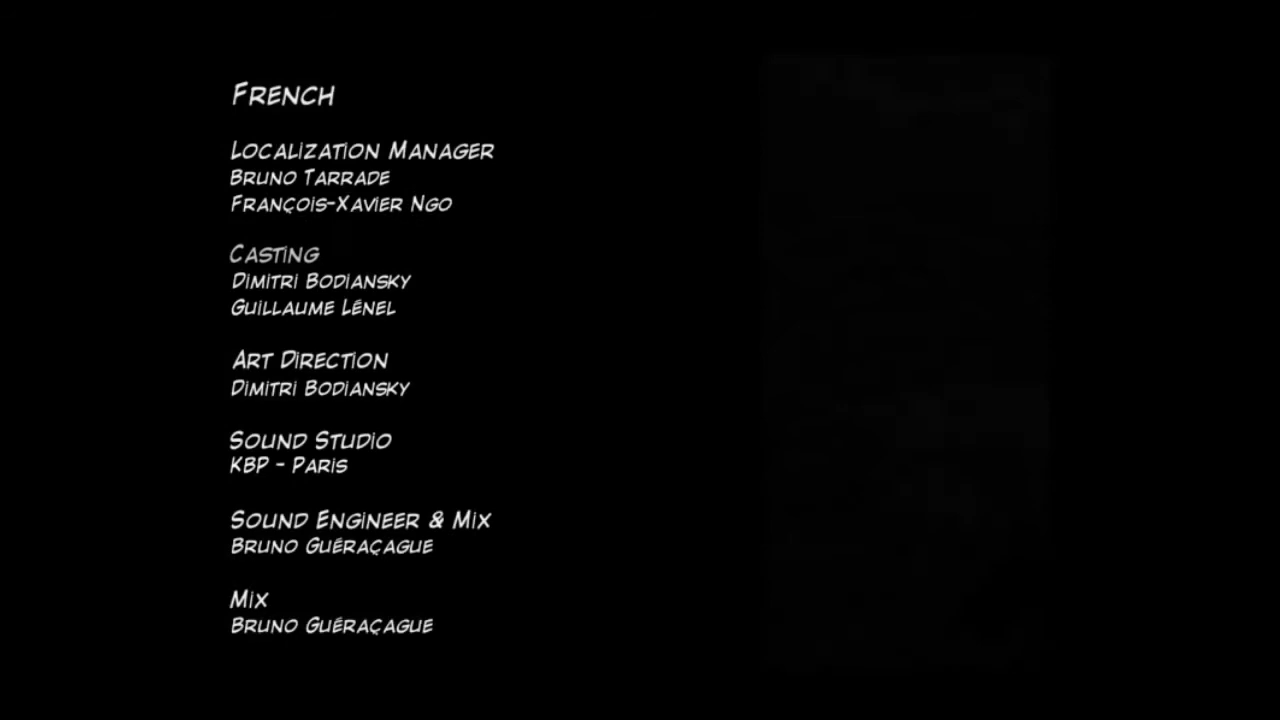 French
Localization Manager
Bruno Tarrade
François-Xavier Ngo
Casting
Dimitri Bodiansky
Guillaume Lénel
Art Direction
Dimitri Bodiansky
Sound Studio
KBP - Paris
Sound Engineer & Mix
Bruno Guéraçague
Mix
Bruno Guéraçague